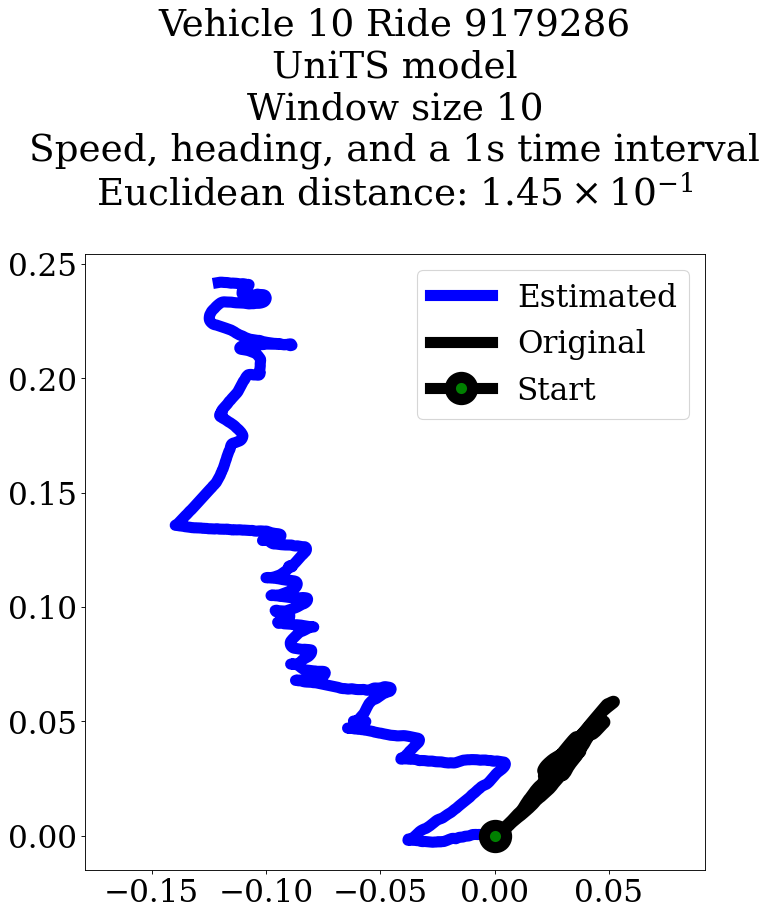 Vehicle 10 Ride 9179286
UniTS model
Window size 10
Speed, heading, and a 1s time interval
Euclidean distance: 1.45 × 10⁻¹
Estimated
Original
Start
0.25
0.20
0.15
0.10
0.05
0.00
−0.15 −0.10 −0.05 0.00 0.05